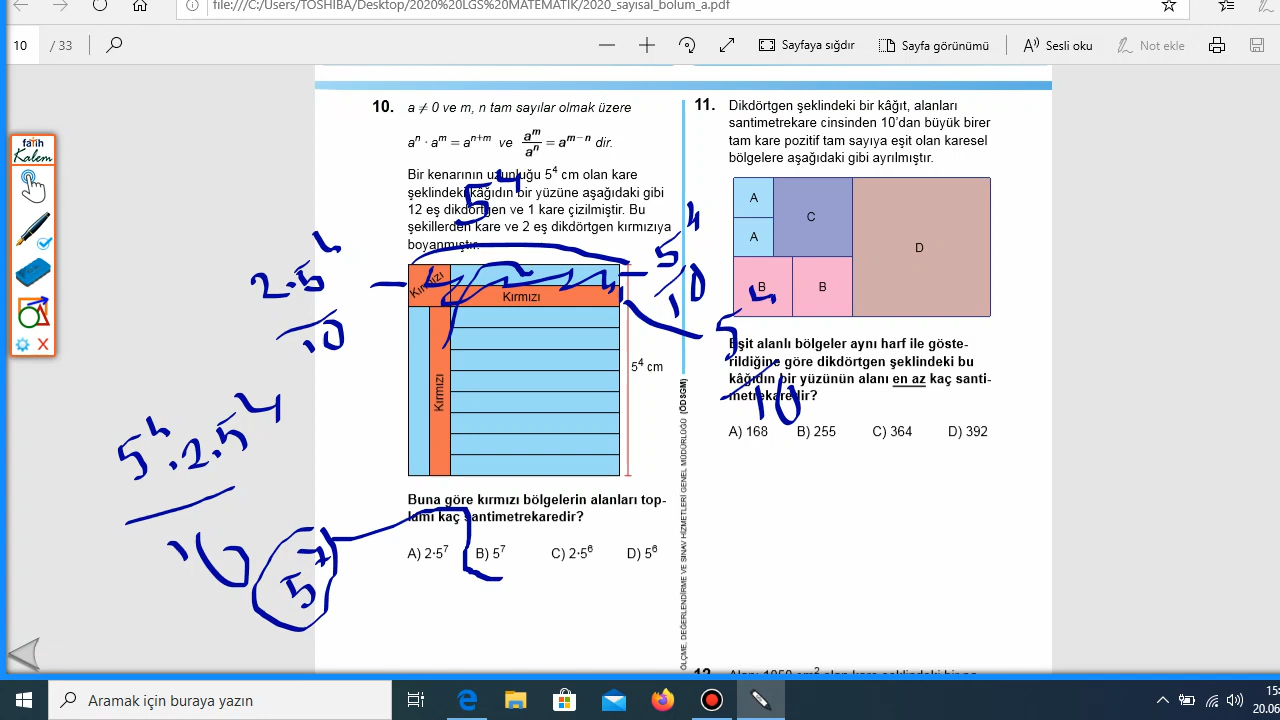 file:///C:/Users/TOSHIBA/Desktop/2020%20LGS%20MATEMATIK/2020_sayisal_bolum_a.pdf
10 / 33
Sayfaya sığdır
Sayfa görünümü
Sesli oku
Not ekle
fatih
Kalem
10. a ≠ 0 ve m, n tam sayılar olmak üzere
aⁿ · aᵐ = aⁿ⁺ᵐ ve aᵐ/aⁿ = aᵐ⁻ⁿ dir.
Bir kenarının uzunluğu 5⁴ cm olan kare
şeklindeki kâğıdın bir yüzüne aşağıdaki gibi
12 eş dikdörtgen ve 1 kare çizilmiştir. Bu
şekillerden kare ve 2 eş dikdörtgen kırmızıya
boyanmıştır.
5⁴
2·5⁴/10
5⁴/10
5⁴/10
Kırmızı
Kırmızı
Kırmızı
5⁴ cm
5⁴·2·5⁴
10
5⁷
Buna göre kırmızı bölgelerin alanları top-
lamı kaç santimetrekaredir?
A) 2·5⁷ B) 5⁷ C) 2·5⁶ D) 5⁶
ÖLÇME, DEĞERLENDİRME VE SINAV HİZMETLERİ GENEL MÜDÜRLÜĞÜ (ÖDSGM)
11. Dikdörtgen şeklindeki bir kâğıt, alanları
santimetrekare cinsinden 10'dan büyük birer
tam kare pozitif tam sayıya eşit olan karesel
bölgelere aşağıdaki gibi ayrılmıştır.
A
A
C
D
B
B
Eşit alanlı bölgeler aynı harf ile göste-
rildiğine göre dikdörtgen şeklindeki bu
kâğıdın bir yüzünün alanı en az kaç santi-
metrekaredir?
A) 168 B) 255 C) 364 D) 392
Aramak için buraya yazın